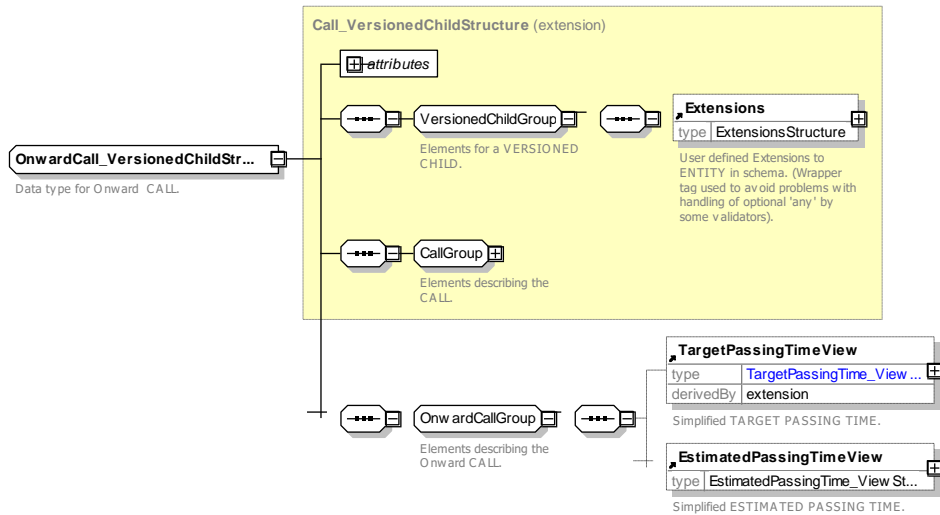 Call_VersionedChildStructure (extension)
attributes
VersionedChildGroup
Elements for a VERSIONED
CHILD.
Extensions
type ExtensionsStructure
User defined Extensions to
ENTITY in schema. (Wrapper
tag used to avoid problems with
handling of optional 'any' by
some validators).
OnwardCall_VersionedChildStr...
Data type for Onward CALL.
CallGroup
Elements describing the
CALL.
TargetPassingTimeView
type TargetPassingTime_View ...
derivedBy extension
Simplified TARGET PASSING TIME.
OnwardCallGroup
Elements describing the
Onward CALL.
EstimatedPassingTimeView
type EstimatedPassingTime_View St...
Simplified ESTIMATED PASSING TIME.